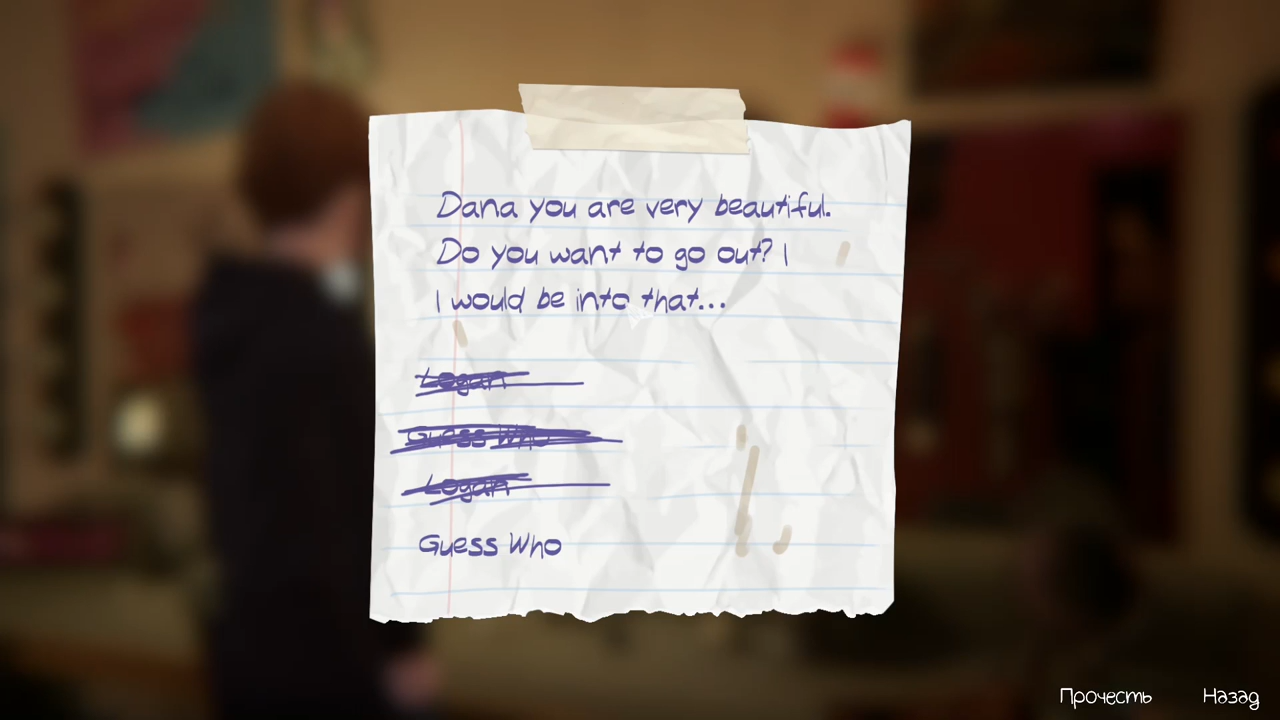 Dana you are very beautiful.
Do you want to go out? I
I would be into that...
Logan
Guess Who
Logan
Guess Who
Прочесть Назад